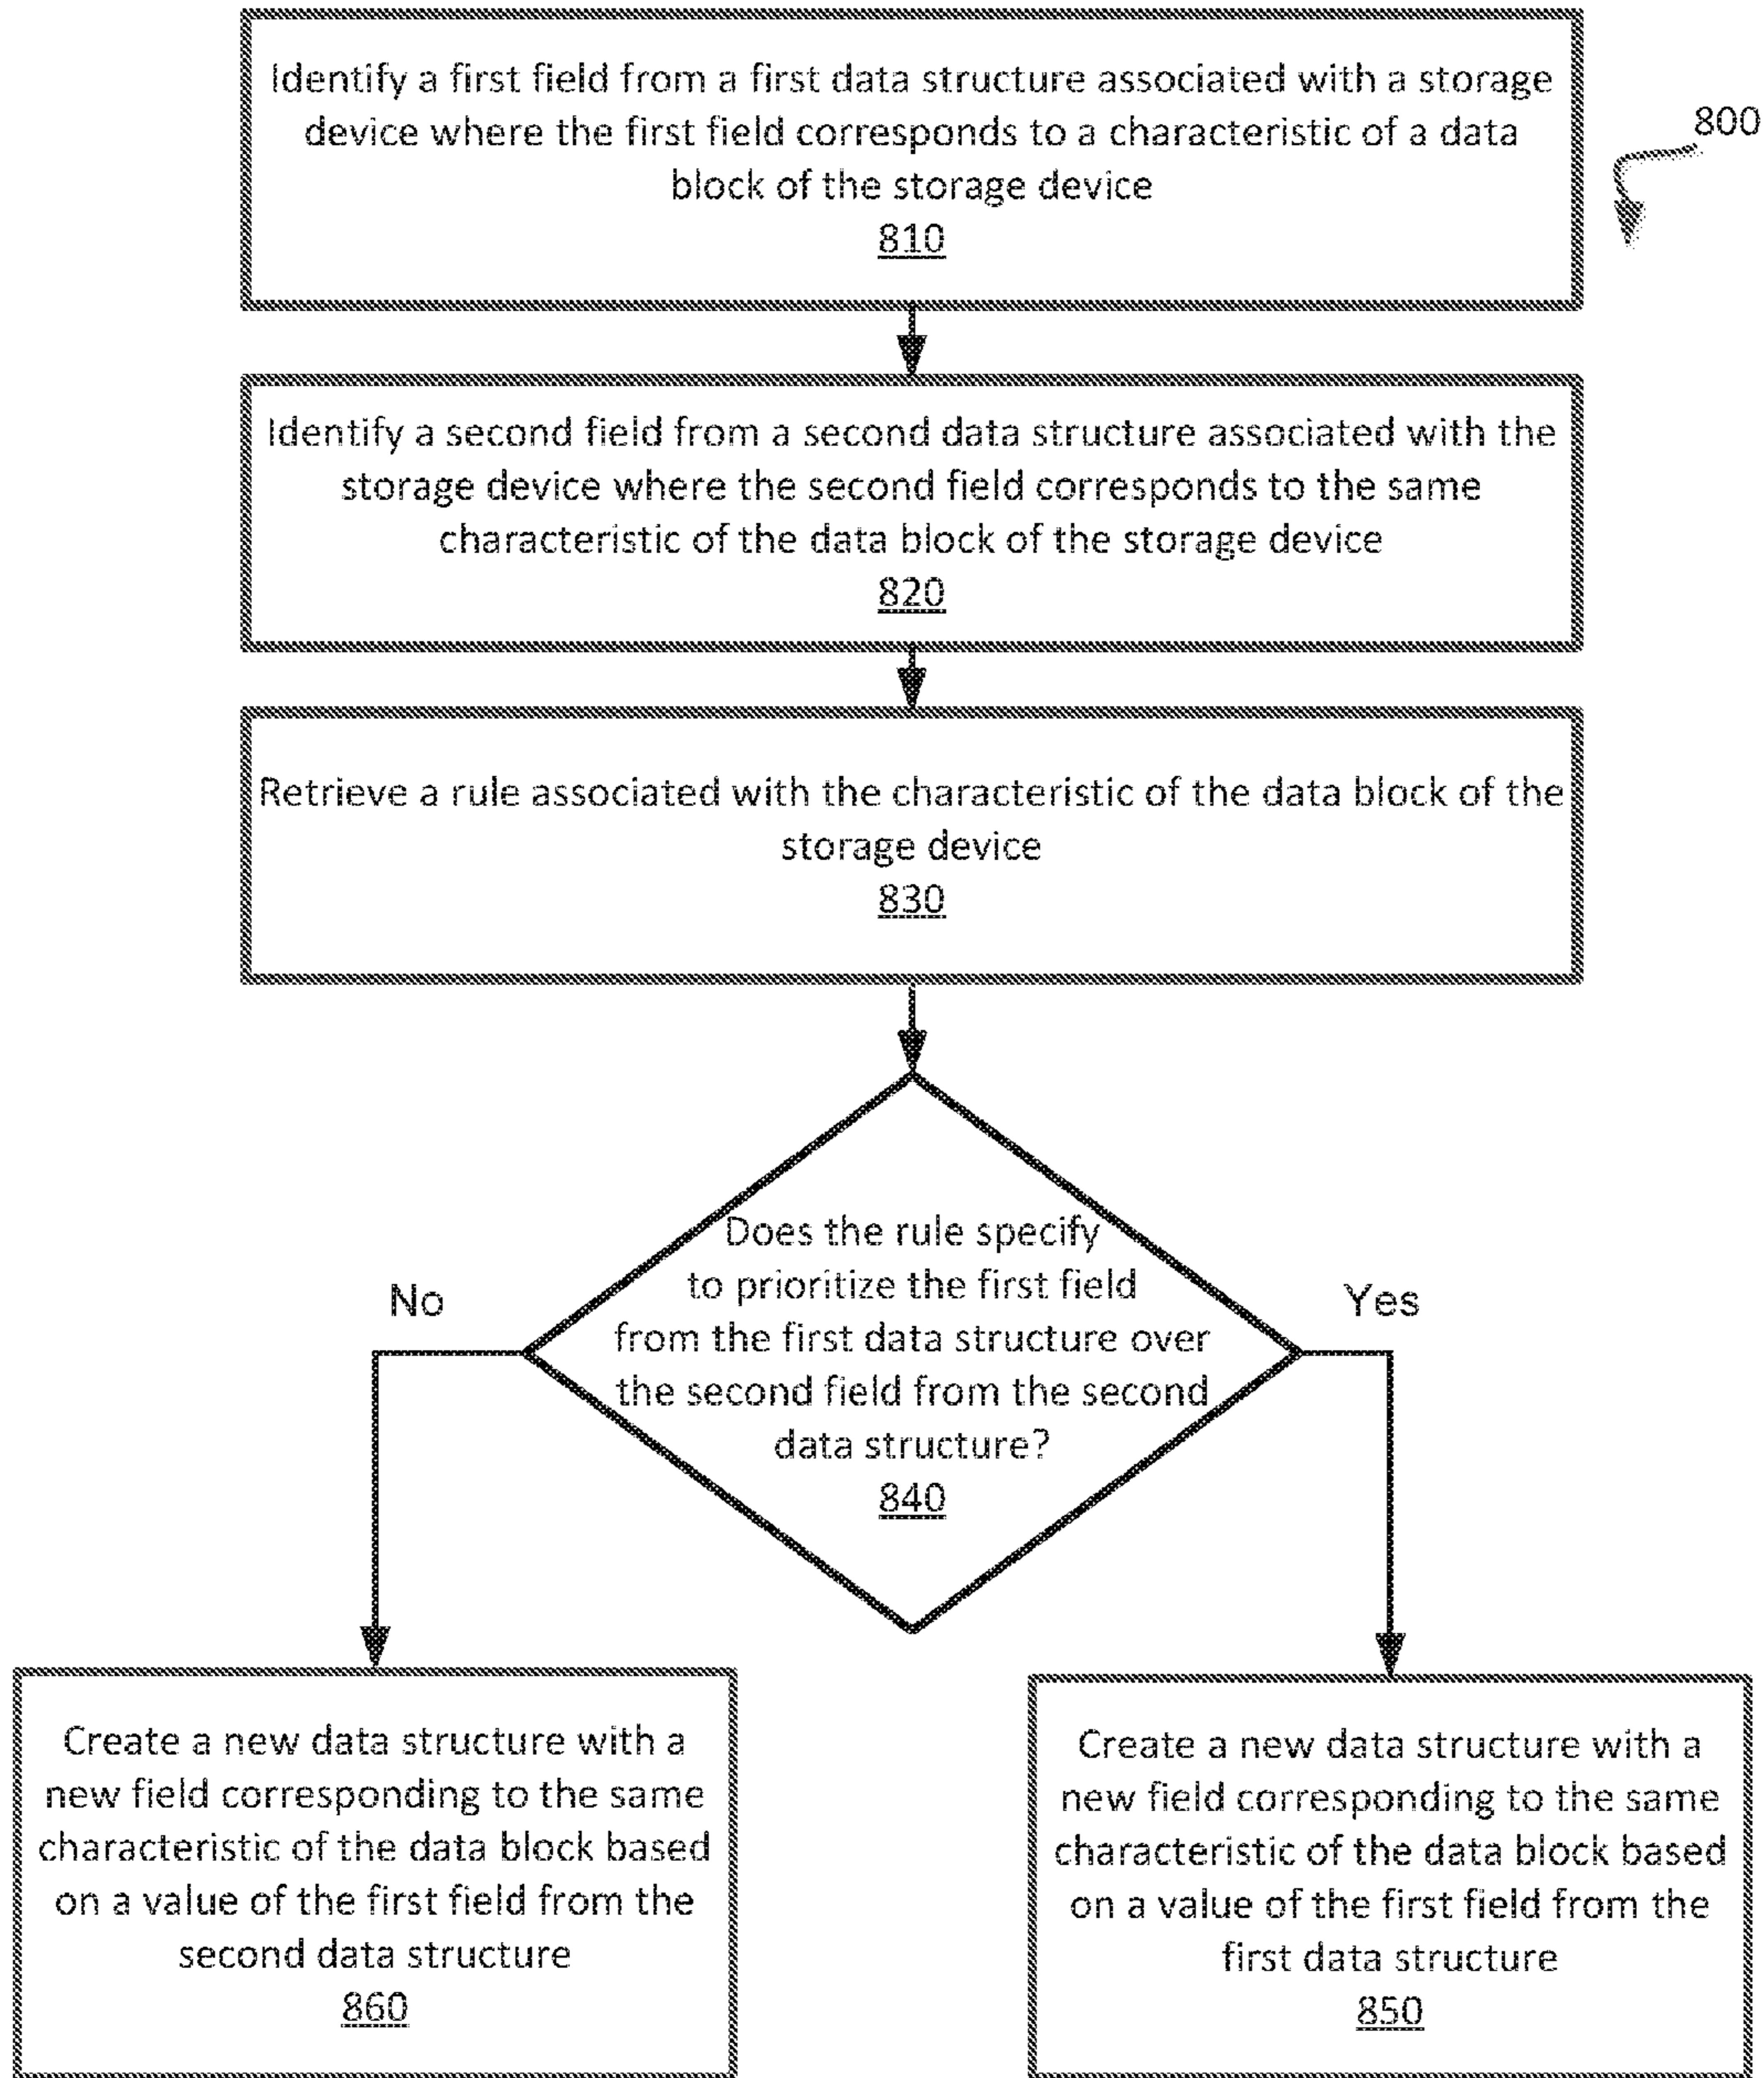 Identify a first field from a first data structure associated with a storage
device where the first field corresponds to a characteristic of a data
block of the storage device
810
800
Identify a second field from a second data structure associated with the
storage device where the second field corresponds to the same
characteristic of the data block of the storage device
820
Retrieve a rule associated with the characteristic of the data block of the
storage device
830
Does the rule specify
to prioritize the first field
from the first data structure over
the second field from the second
data structure?
840
No
Yes
Create a new data structure with a
new field corresponding to the same
characteristic of the data block based
on a value of the first field from the
second data structure
860
Create a new data structure with a
new field corresponding to the same
characteristic of the data block based
on a value of the first field from the
first data structure
850